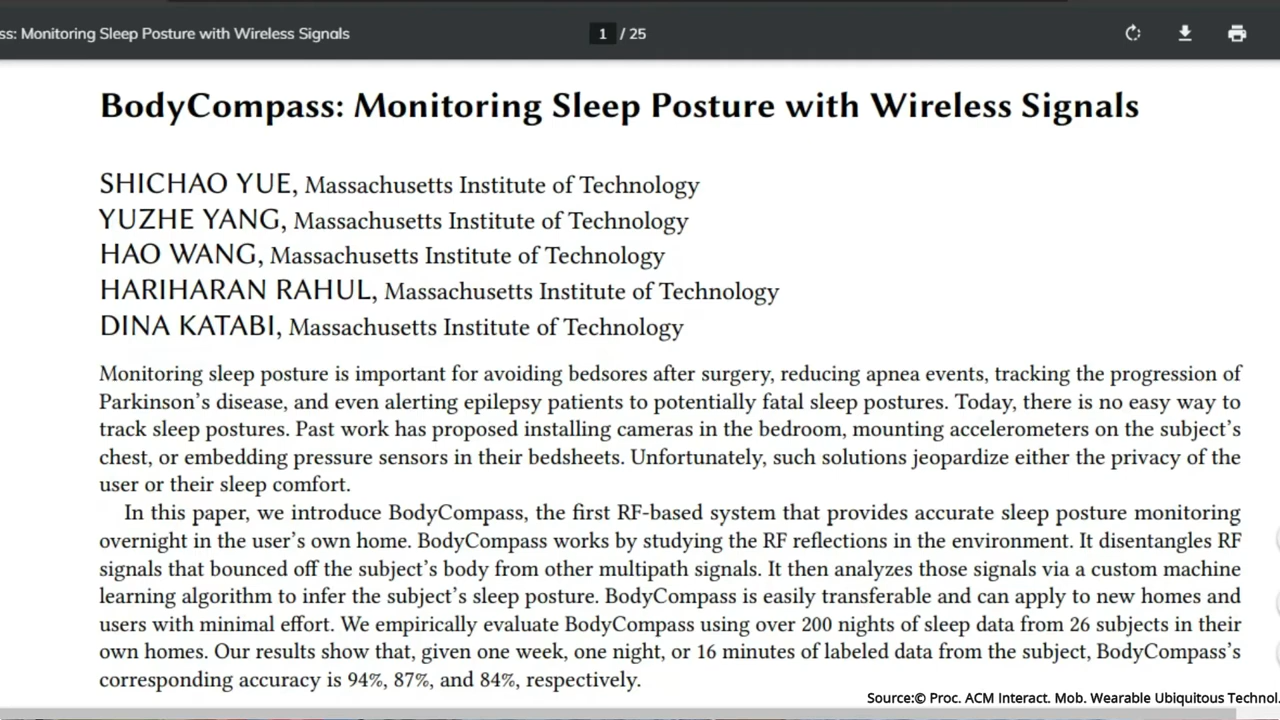 ss: Monitoring Sleep Posture with Wireless Signals
1 / 25
BodyCompass: Monitoring Sleep Posture with Wireless Signals
SHICHAO YUE, Massachusetts Institute of Technology
YUZHE YANG, Massachusetts Institute of Technology
HAO WANG, Massachusetts Institute of Technology
HARIHARAN RAHUL, Massachusetts Institute of Technology
DINA KATABI, Massachusetts Institute of Technology
Monitoring sleep posture is important for avoiding bedsores after surgery, reducing apnea events, tracking the progression of
Parkinson's disease, and even alerting epilepsy patients to potentially fatal sleep postures. Today, there is no easy way to
track sleep postures. Past work has proposed installing cameras in the bedroom, mounting accelerometers on the subject's
chest, or embedding pressure sensors in their bedsheets. Unfortunately, such solutions jeopardize either the privacy of the
user or their sleep comfort.
In this paper, we introduce BodyCompass, the first RF-based system that provides accurate sleep posture monitoring
overnight in the user's own home. BodyCompass works by studying the RF reflections in the environment. It disentangles RF
signals that bounced off the subject's body from other multipath signals. It then analyzes those signals via a custom machine
learning algorithm to infer the subject's sleep posture. BodyCompass is easily transferable and can apply to new homes and
users with minimal effort. We empirically evaluate BodyCompass using over 200 nights of sleep data from 26 subjects in their
own homes. Our results show that, given one week, one night, or 16 minutes of labeled data from the subject, BodyCompass's
corresponding accuracy is 94%, 87%, and 84%, respectively.
Source:© Proc. ACM Interact. Mob. Wearable Ubiquitous Technol.